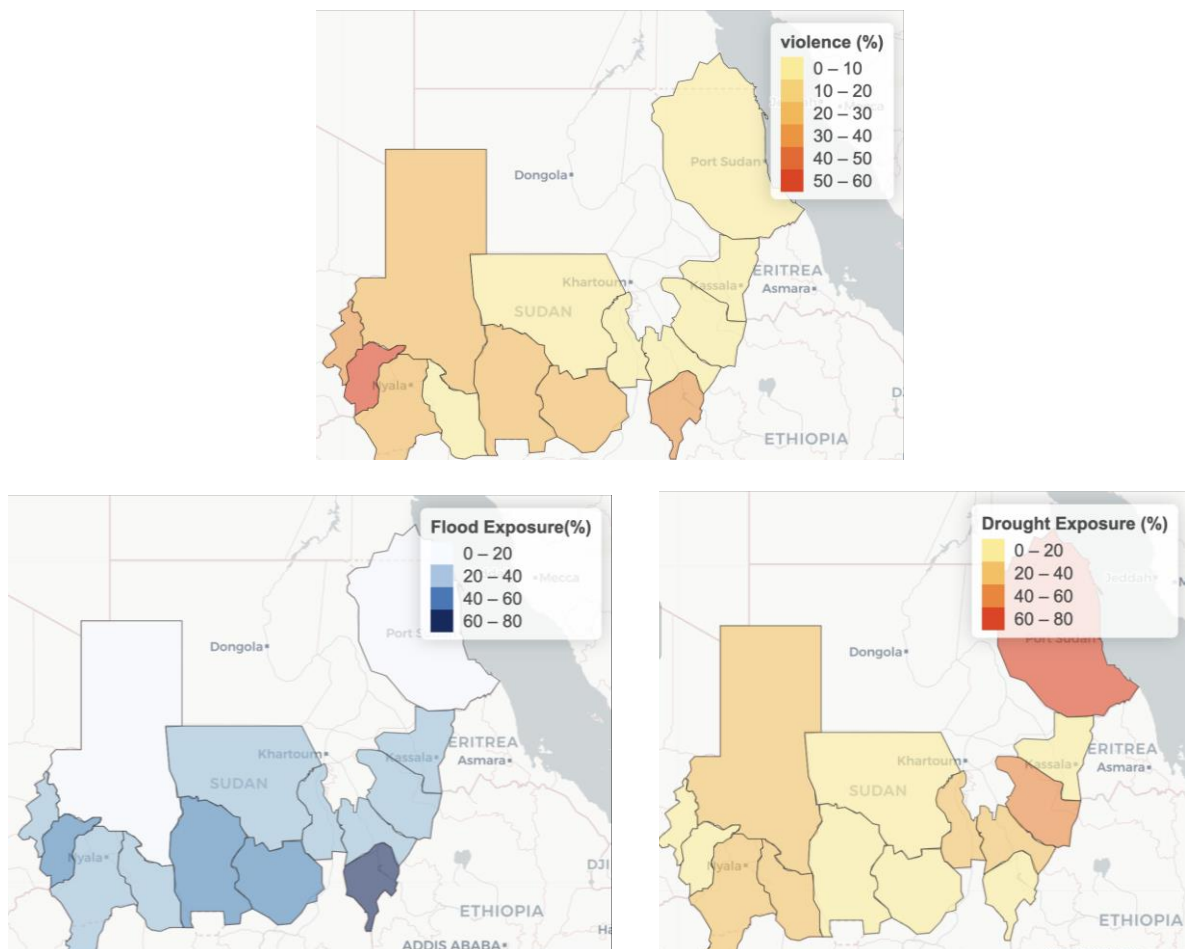 violence (%)
0 – 10
10 – 20
20 – 30
30 – 40
40 – 50
50 – 60
Mecca
Port Sudan
Dongola
Khartoum
Kassala
ERITREA
Asmara
SUDAN
Nyala
ETHIOPIA
Flood Exposure(%)
0 – 20
20 – 40
40 – 60
60 – 80
Mecca
Port S
Dongola
Khartoum
Kassala
ERITREA
Asmara
SUDAN
Nyala
DJI
ETHIOPIA
ADDIS ABABA
Drought Exposure (%)
0 – 20
20 – 40
40 – 60
60 – 80
Jeddah
Port Sudan
Dongola
Khartoum
Kassala
ERITREA
Asmara
SUDAN
Nyala
ETHIOPIA